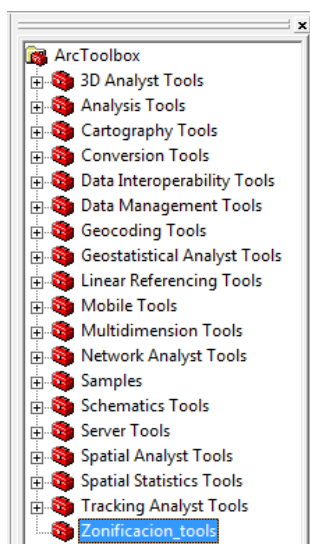 ArcToolbox
3D Analyst Tools
Analysis Tools
Cartography Tools
Conversion Tools
Data Interoperability Tools
Data Management Tools
Geocoding Tools
Geostatistical Analyst Tools
Linear Referencing Tools
Mobile Tools
Multidimension Tools
Network Analyst Tools
Samples
Schematics Tools
Server Tools
Spatial Analyst Tools
Spatial Statistics Tools
Tracking Analyst Tools
Zonificacion_tools